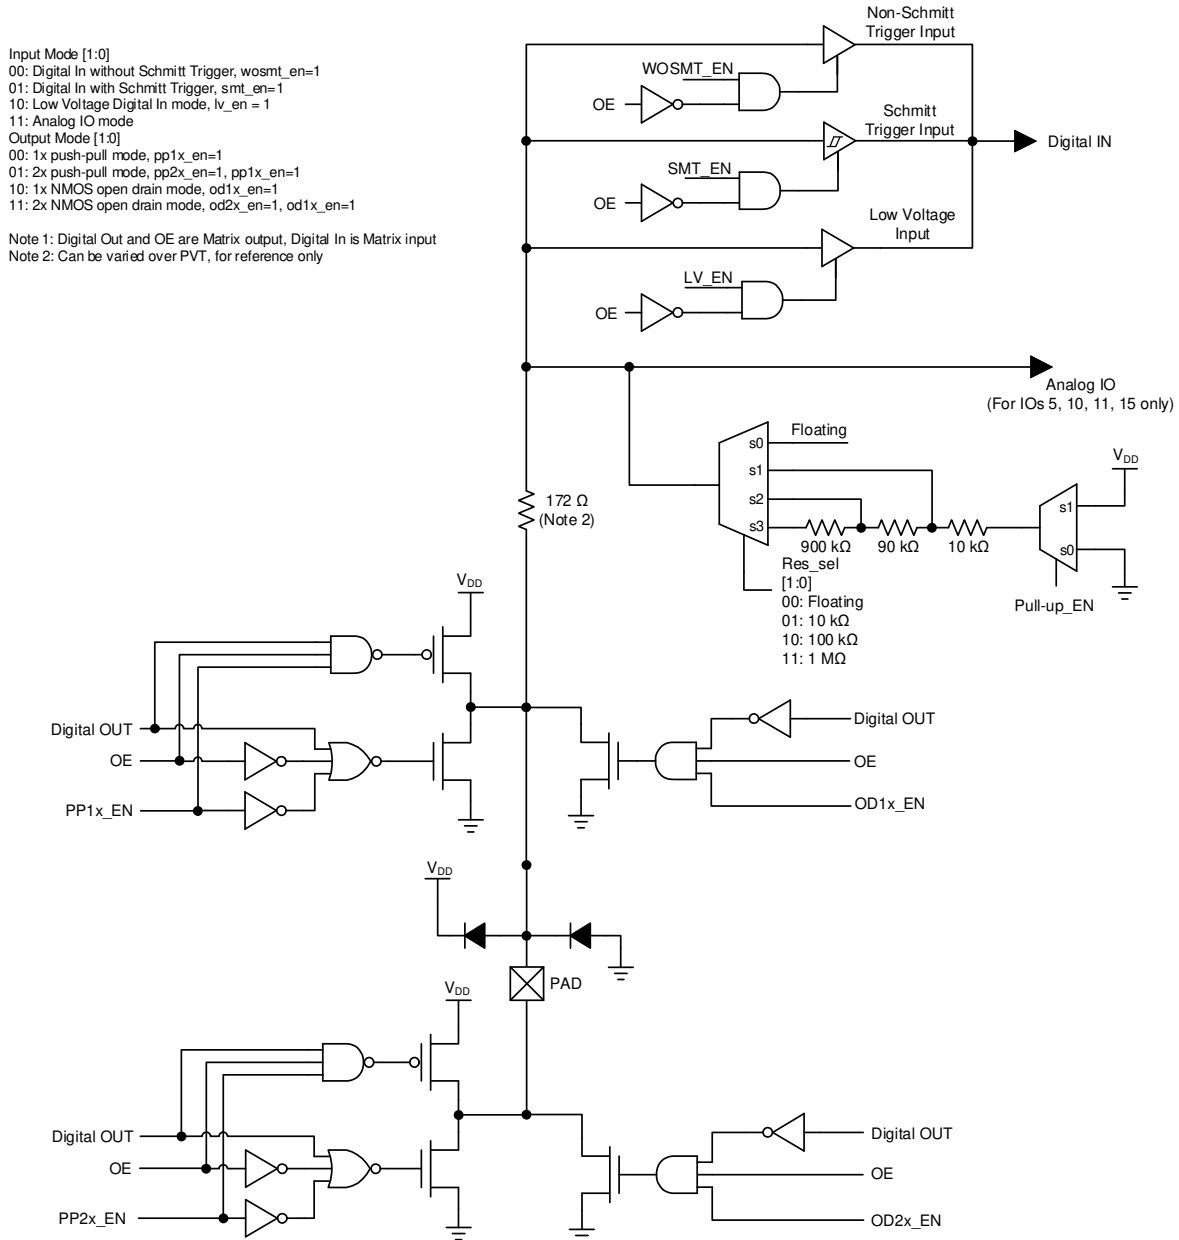 Non-Schmitt
Trigger Input
Input Mode [1:0]
00: Digital In without Schmitt Trigger, wosmt_en=1
01: Digital In with Schmitt Trigger, smt_en=1
10: Low Voltage Digital In mode, lv_en = 1
11: Analog IO mode
Output Mode [1:0]
00: 1x push-pull mode, pp1x_en=1
01: 2x push-pull mode, pp2x_en=1, pp1x_en=1
10: 1x NMOS open drain mode, od1x_en=1
11: 2x NMOS open drain mode, od2x_en=1, od1x_en=1
Note 1: Digital Out and OE are Matrix output, Digital In is Matrix input
Note 2: Can be varied over PVT, for reference only
WOSMT_EN
OE
Schmitt
Trigger Input
Digital IN
SMT_EN
OE
Low Voltage
Input
LV_EN
OE
Analog IO
(For IOs 5, 10, 11, 15 only)
Floating
s0
s1
s2
s3
VDD
s1
s0
172 Ω
(Note 2)
900 kΩ
90 kΩ
10 kΩ
Res_sel
[1:0]
00: Floating
01: 10 kΩ
10: 100 kΩ
11: 1 MΩ
Pull-up_EN
VDD
Digital OUT
OE
PP1x_EN
Digital OUT
OE
OD1x_EN
VDD
PAD
VDD
Digital OUT
OE
PP2x_EN
Digital OUT
OE
OD2x_EN